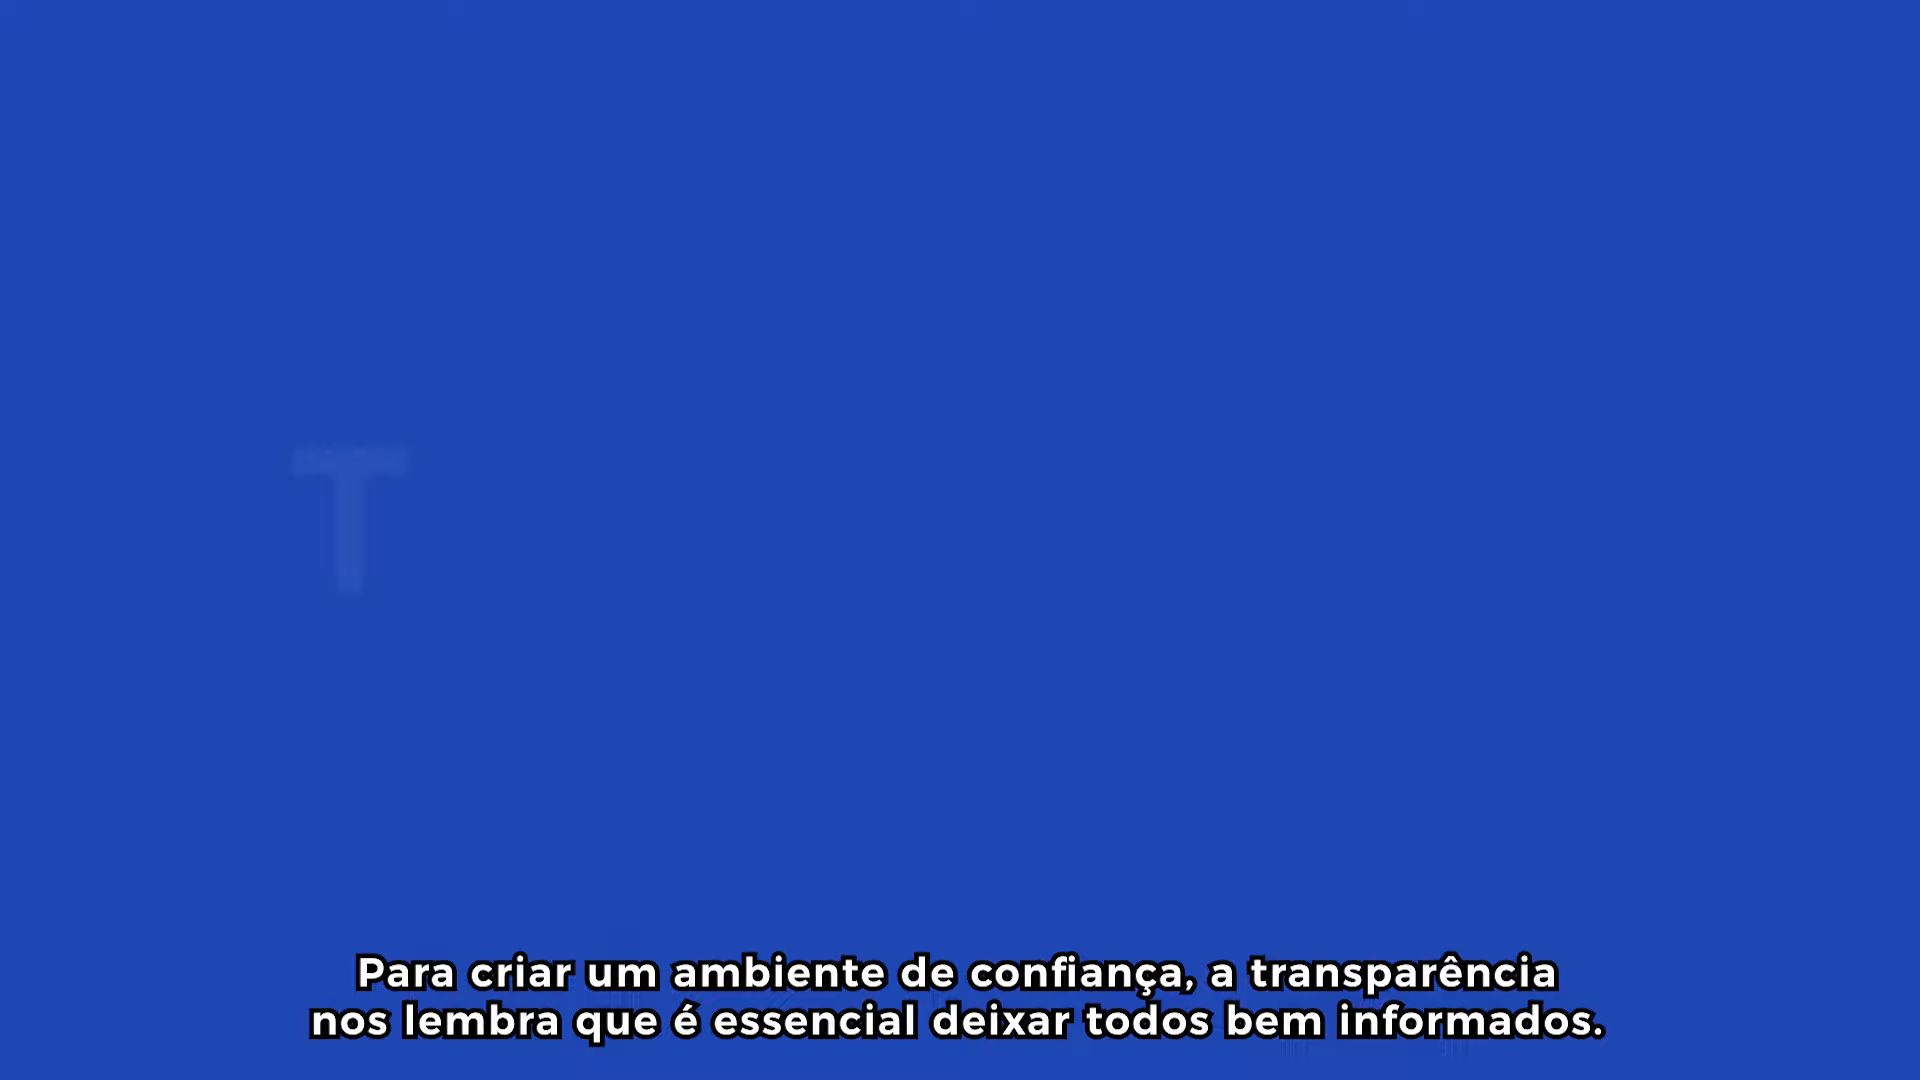 T
Para criar um ambiente de confiança, a transparência
nos lembra que é essencial deixar todos bem informados.